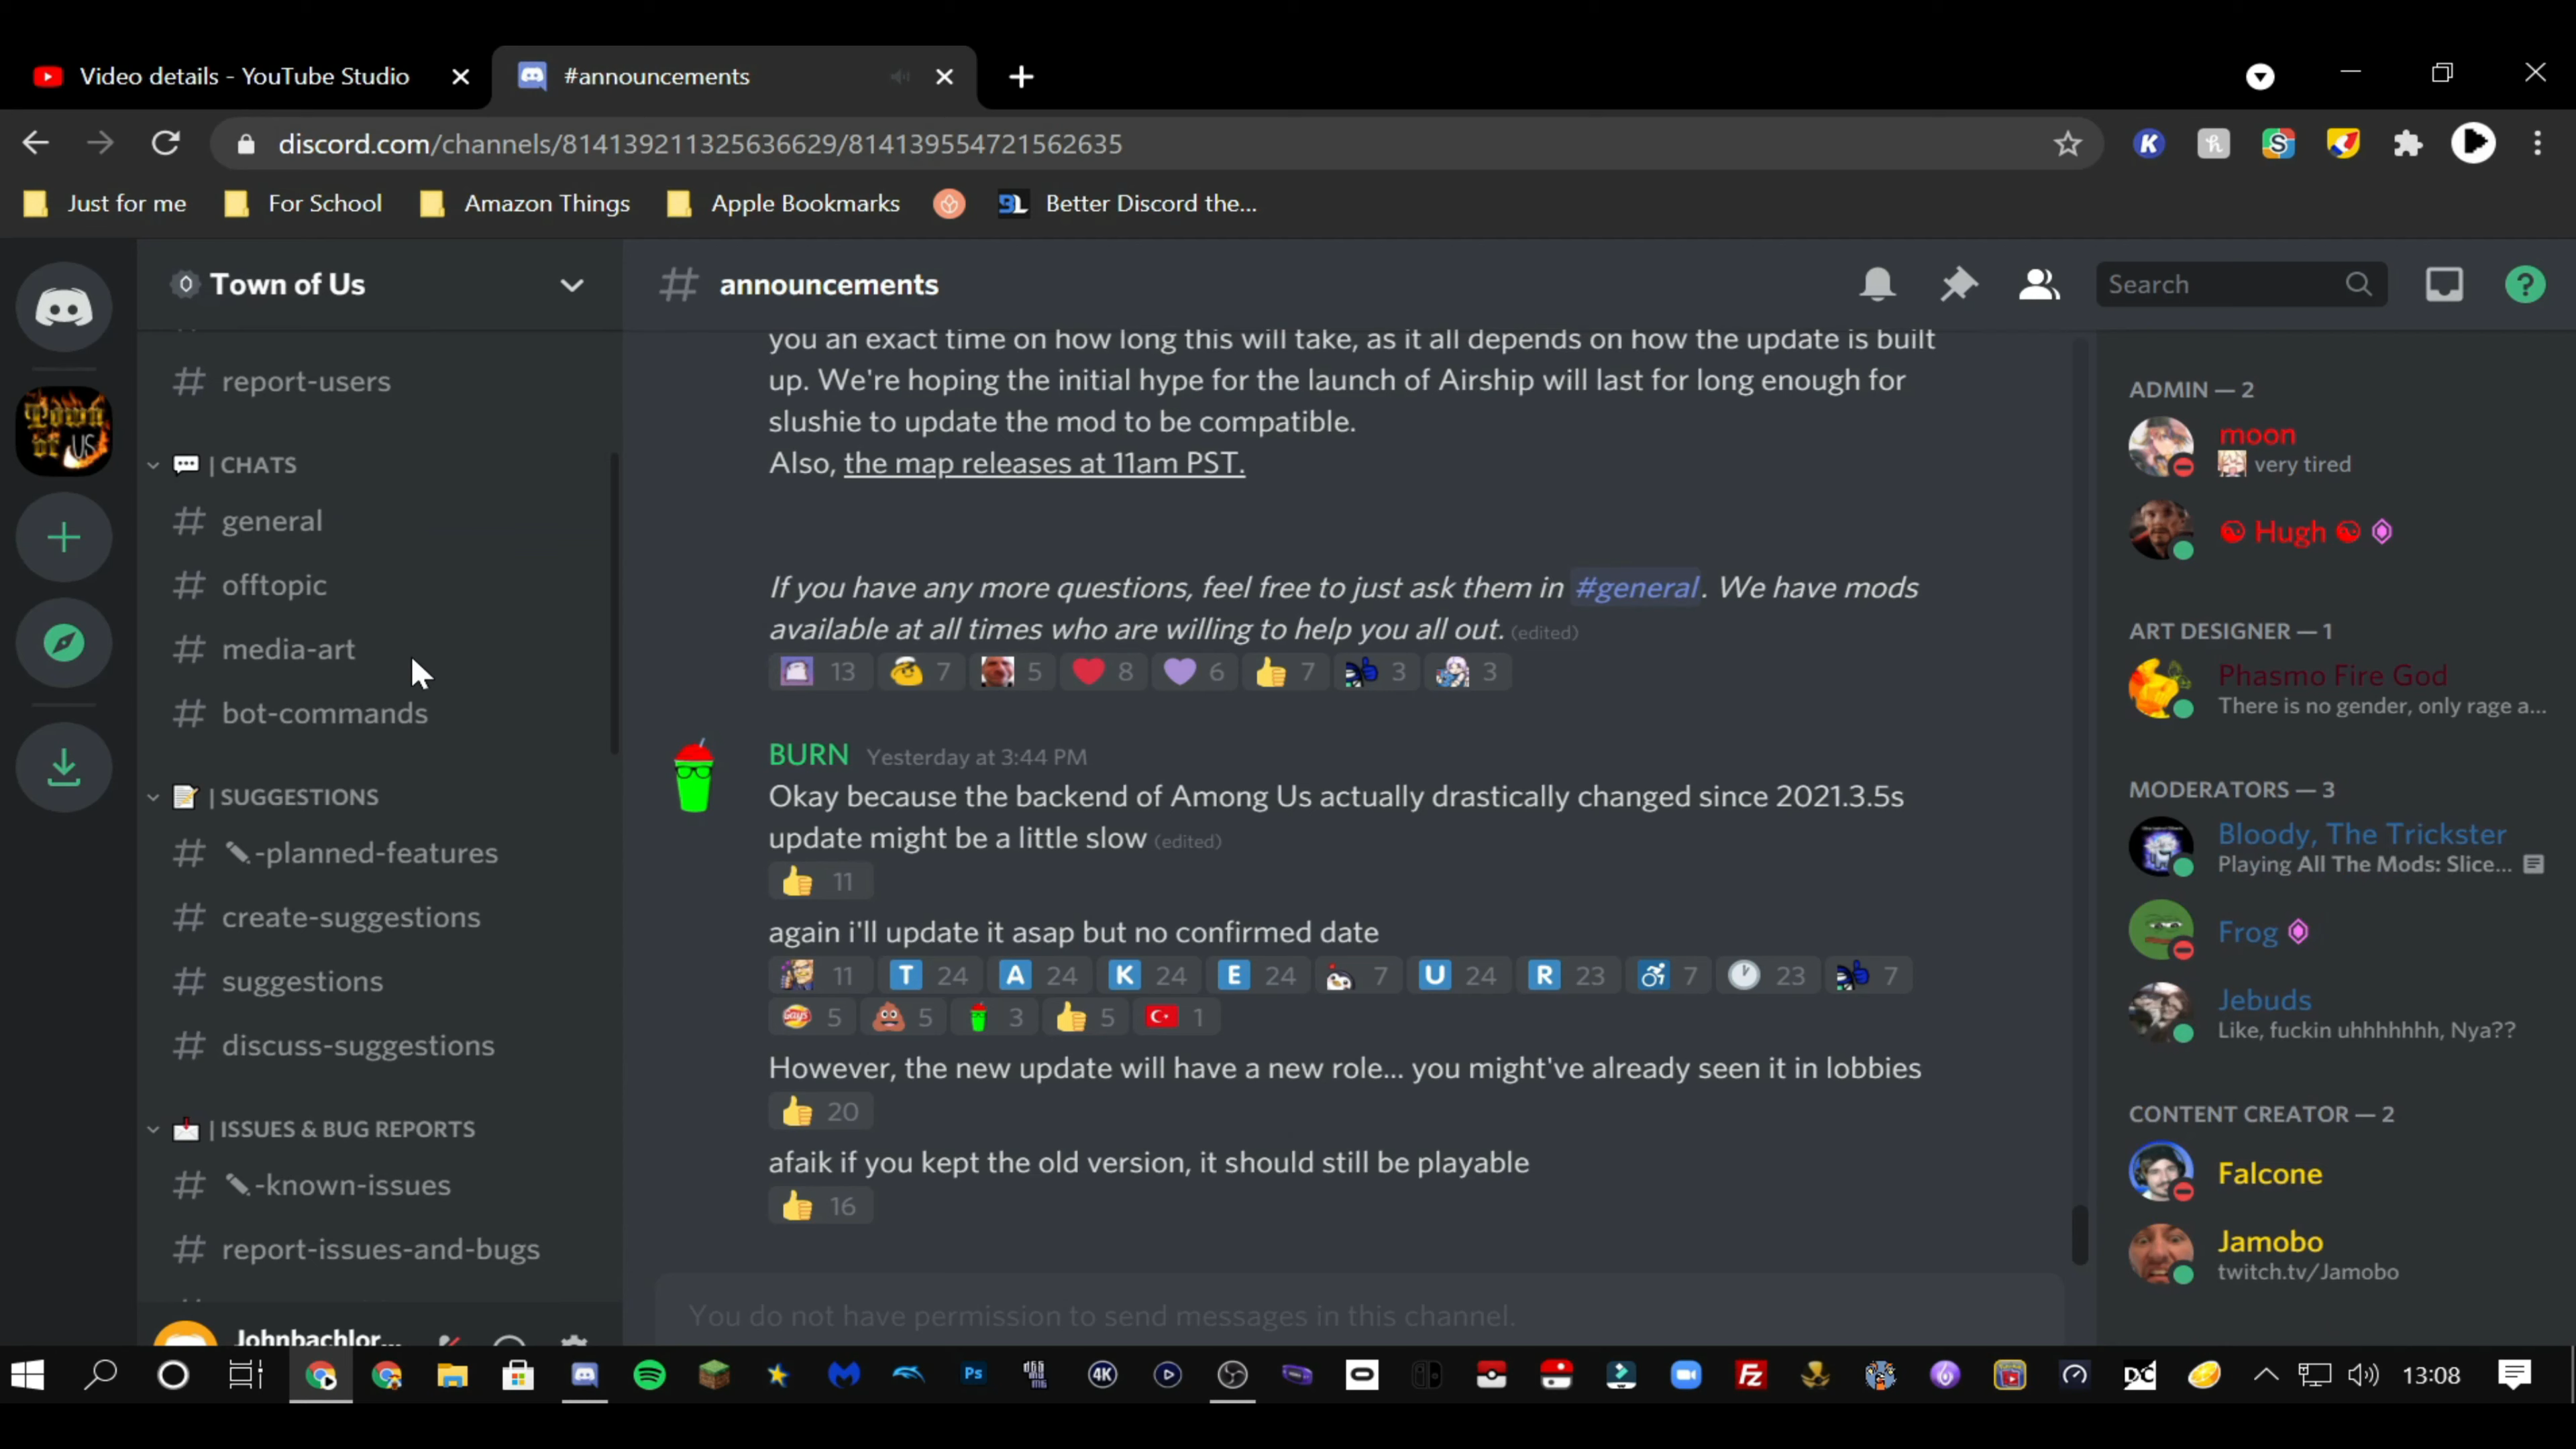 Video details - YouTube Studio
#announcements
discord.com/channels/814139211325636629/814139554721562635
Just for me
For School
Amazon Things
Apple Bookmarks
Better Discord the...
Town of Us
announcements
Search
report-users
| CHATS
general
offtopic
media-art
bot-commands
| SUGGESTIONS
-planned-features
create-suggestions
suggestions
discuss-suggestions
| ISSUES & BUG REPORTS
-known-issues
report-issues-and-bugs
Johnbachlor...
you an exact time on how long this will take, as it all depends on how the update is built
up. We're hoping the initial hype for the launch of Airship will last for long enough for
slushie to update the mod to be compatible.
Also, the map releases at 11am PST.
If you have any more questions, feel free to just ask them in #general. We have mods
available at all times who are willing to help you all out. (edited)
13 7 5 8 6 7 3 3
BURN Yesterday at 3:44 PM
Okay because the backend of Among Us actually drastically changed since 2021.3.5s
update might be a little slow (edited)
11
again i'll update it asap but no confirmed date
11 T 24 A 24 K 24 E 24 7 U 24 R 23 7 23 7
Gays 5 5 3 5 1
However, the new update will have a new role... you might've already seen it in lobbies
20
afaik if you kept the old version, it should still be playable
16
You do not have permission to send messages in this channel.
ADMIN — 2
moon
very tired
Hugh
ART DESIGNER — 1
Phasmo Fire God
There is no gender, only rage a...
MODERATORS — 3
Bloody, The Trickster
Playing All The Mods: Slice...
Frog
Jebuds
Like, fuckin uhhhhhhh, Nya??
CONTENT CREATOR — 2
Falcone
Jamobo
twitch.tv/Jamobo
Town of US
Ps
4K
Fz
DC
13:08